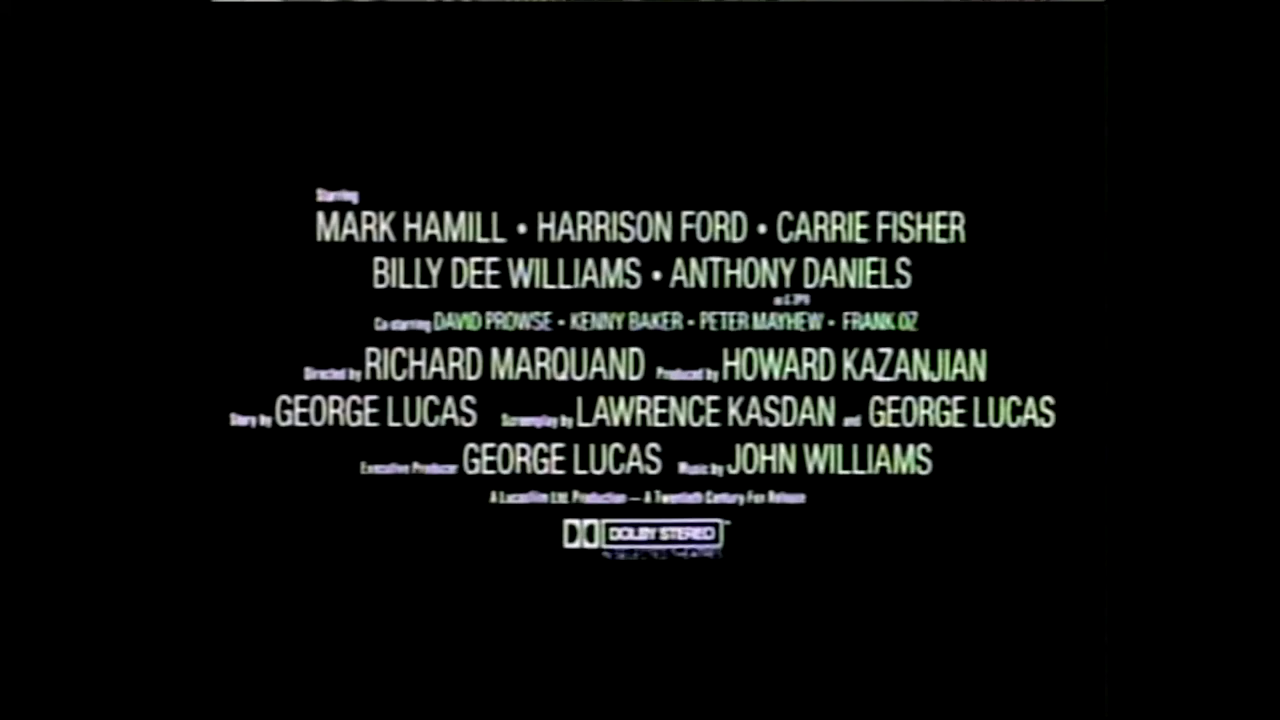 Starring
MARK HAMILL • HARRISON FORD • CARRIE FISHER
BILLY DEE WILLIAMS • ANTHONY DANIELS
as C-3PO
Co-starring DAVID PROWSE • KENNY BAKER • PETER MAYHEW • FRANK OZ
Directed by RICHARD MARQUAND Produced by HOWARD KAZANJIAN
Story by GEORGE LUCAS Screenplay by LAWRENCE KASDAN and GEORGE LUCAS
Executive Producer GEORGE LUCAS Music by JOHN WILLIAMS
A Lucasfilm Ltd. Production — A Twentieth Century Fox Release
DOLBY STEREO™